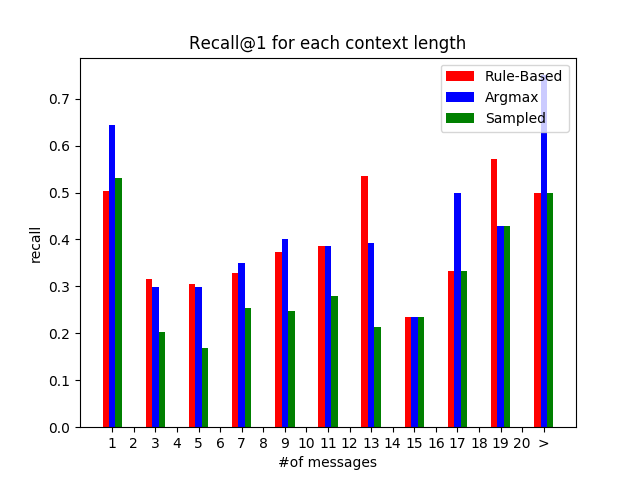 Recall@1 for each context length
Rule-Based
Argmax
Sampled
0.7
0.6
0.5
0.4
0.3
0.2
0.1
0.0
recall
1 2 3 4 5 6 7 8 9 10 11 12 13 14 15 16 17 18 19 20 >
#of messages